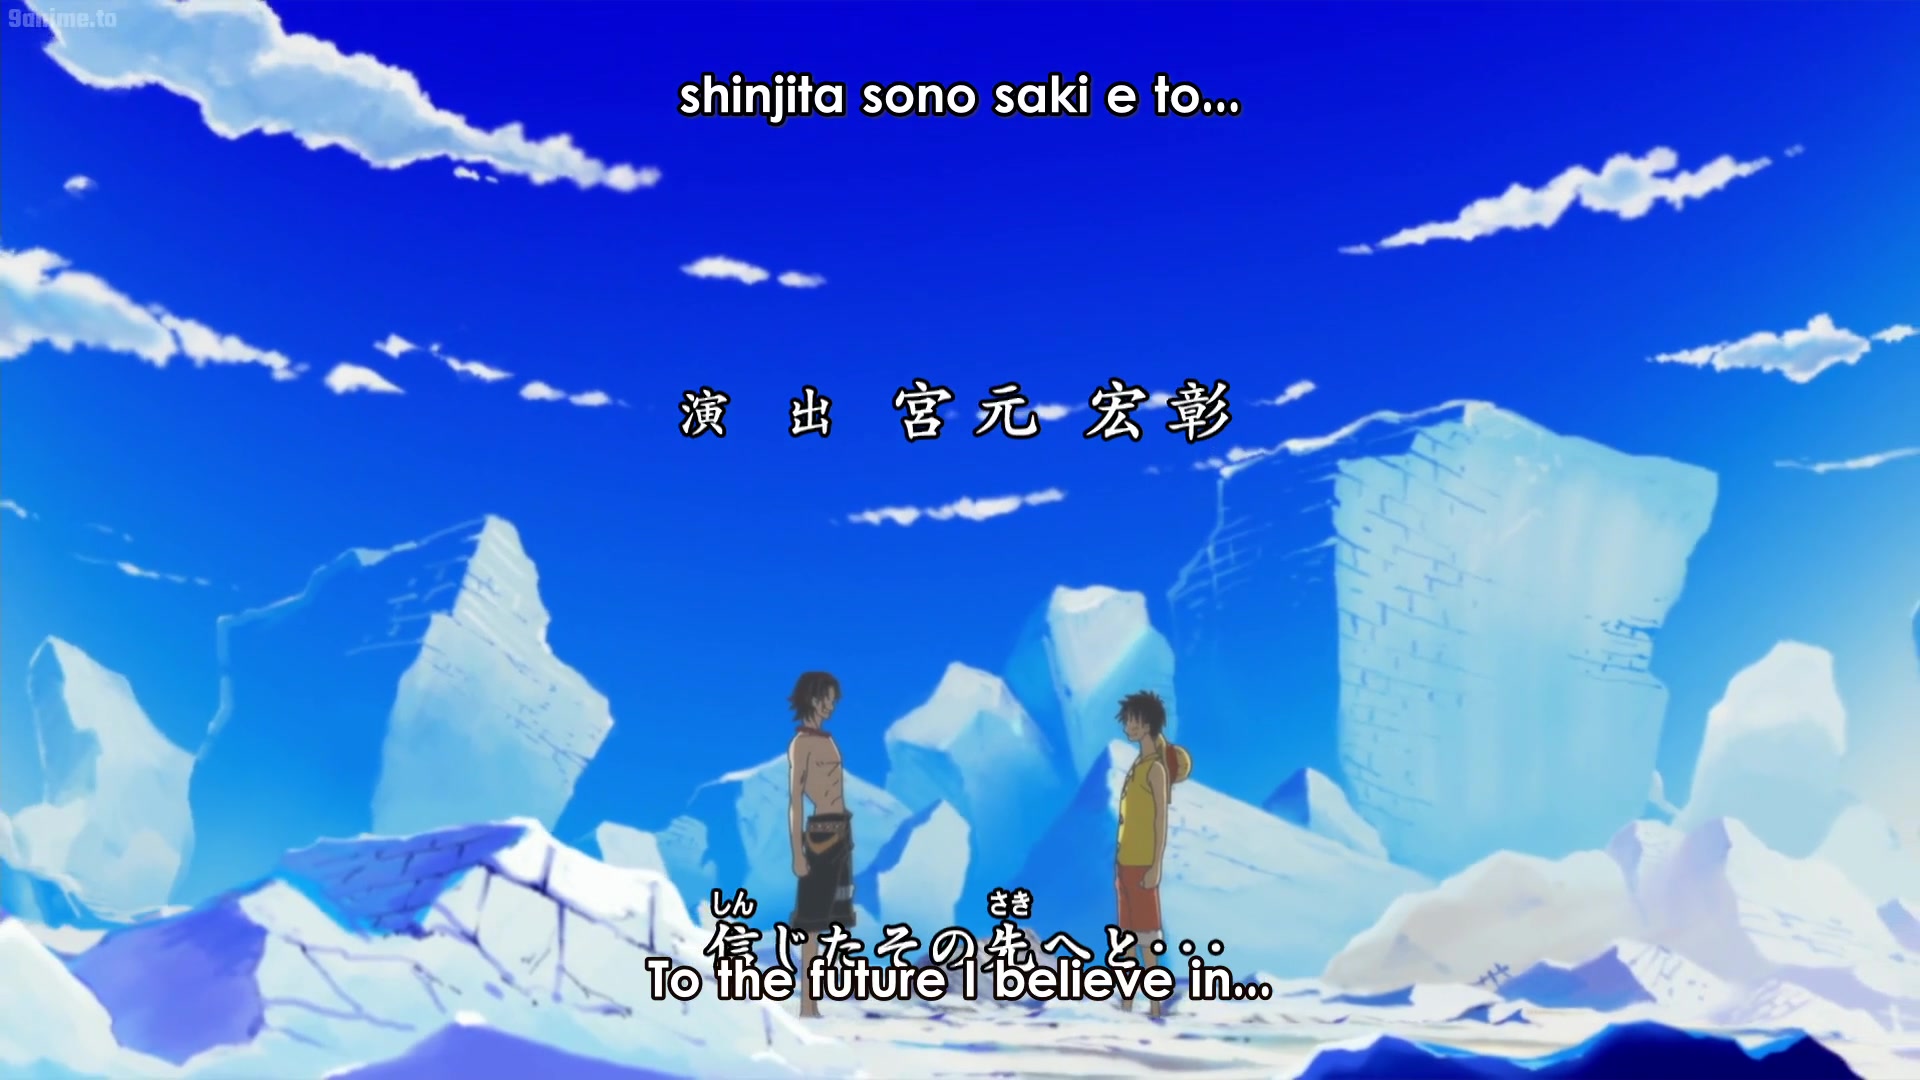 9anime.to
shinjita sono saki e to...
演出 宮元 宏彰
しん さき
信じたその先へと・・・
To the future I believe in...